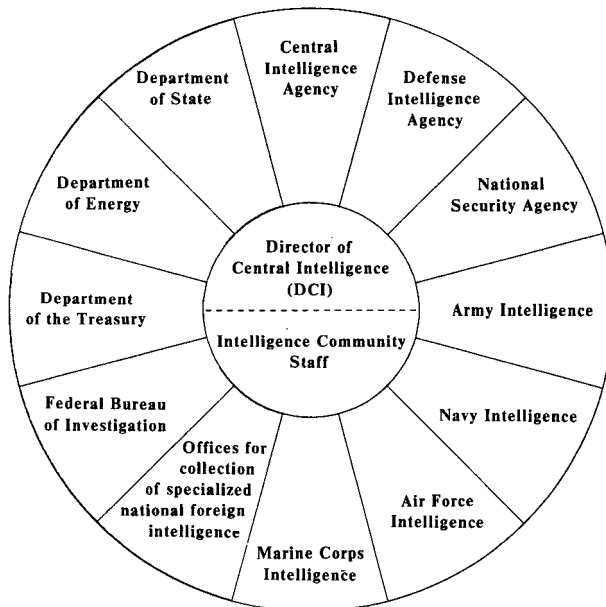 Central
Intelligence
Agency
Defense
Intelligence
Agency
National
Security Agency
Army Intelligence
Navy Intelligence
Air Force
Intelligence
Marine Corps
Intelligence
Offices for
collection
of specialized
national foreign
intelligence
Federal Bureau
of Investigation
Department
of the Treasury
Department
of Energy
Department
of State
Director of
Central Intelligence
(DCI)
Intelligence Community
Staff